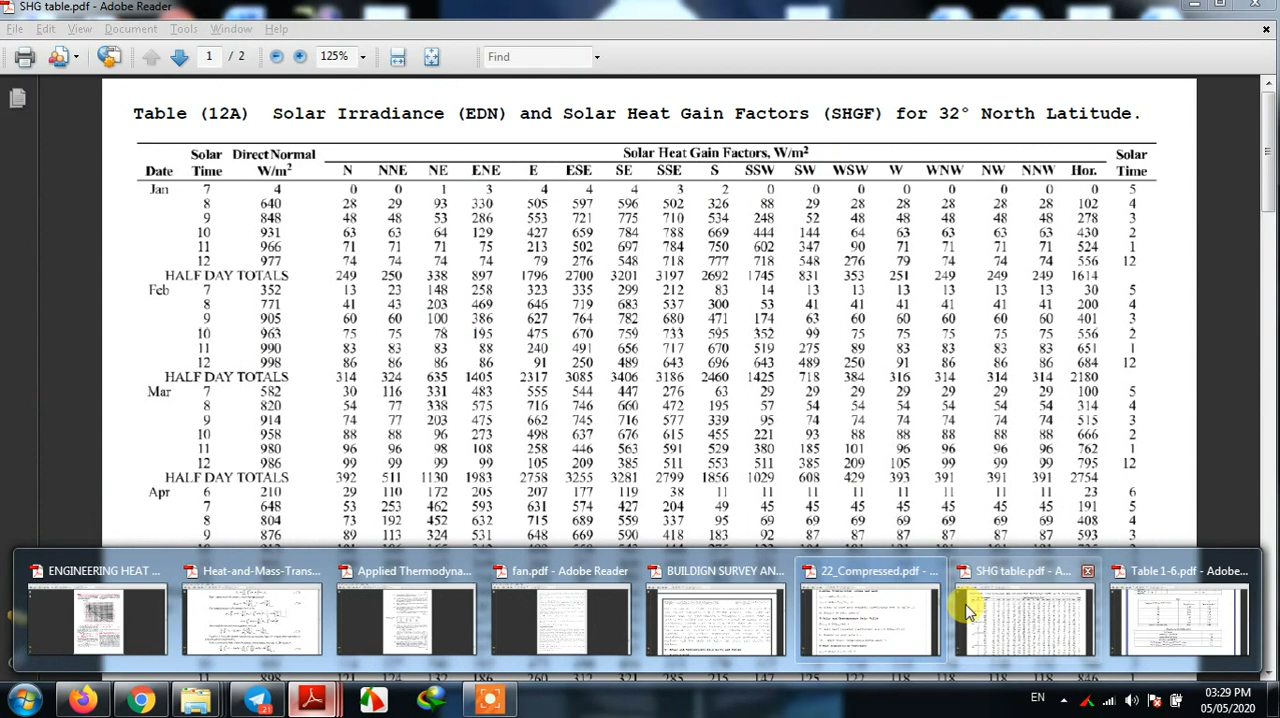 SHG table.pdf - Adobe Reader
File Edit View Document Tools Window Help
1 / 2 125% Find
Table (12A) Solar Irradiance (EDN) and Solar Heat Gain Factors (SHGF) for 32° North Latitude.
Solar Direct Normal Solar Heat Gain Factors, W/m² Solar
Date Time W/m² N NNE NE ENE E ESE SE SSE S SSW SW WSW W WNW NW NNW Hor. Time
Jan 7 4 0 0 1 3 4 4 4 3 2 0 0 0 0 0 0 0 0 5
8 640 28 29 93 330 505 597 596 502 326 88 29 28 28 28 28 28 102 4
9 848 48 48 53 286 553 721 775 710 534 248 52 48 48 48 48 48 278 3
10 931 63 63 64 129 427 659 784 788 669 444 144 64 63 63 63 63 430 2
11 966 71 71 71 75 213 502 697 784 750 602 347 90 71 71 71 71 524 1
12 977 74 74 74 74 79 276 548 718 777 718 548 276 79 74 74 74 556 12
HALF DAY TOTALS 249 250 338 897 1796 2700 3201 3197 2692 1745 831 353 251 249 249 249 1614
Feb 7 352 13 23 148 258 323 335 299 212 83 14 13 13 13 13 13 13 30 5
8 771 41 43 203 469 646 719 683 537 300 53 41 41 41 41 41 41 200 4
9 905 60 60 100 386 627 764 782 680 471 174 63 60 60 60 60 60 401 3
10 963 75 75 78 195 475 670 759 733 595 352 99 75 75 75 75 75 556 2
11 990 83 83 83 88 240 491 656 717 670 519 275 89 83 83 83 83 651 1
12 998 86 86 86 86 91 250 489 643 696 643 489 250 91 86 86 86 684 12
HALF DAY TOTALS 314 324 635 1405 2317 3085 3406 3186 2460 1425 718 384 316 314 314 314 2180
Mar 7 582 30 116 331 483 555 544 447 276 63 29 29 29 29 29 29 29 100 5
8 820 54 77 338 575 716 746 660 472 195 57 54 54 54 54 54 54 314 4
9 914 74 77 203 475 662 745 716 577 339 95 74 74 74 74 74 74 515 3
10 958 88 88 96 273 498 637 676 615 455 221 93 88 88 88 88 88 666 2
11 980 96 96 98 108 258 446 563 591 529 380 185 101 96 96 96 96 762 1
12 986 99 99 99 99 105 209 385 511 553 511 385 209 105 99 99 99 795 12
HALF DAY TOTALS 392 511 1130 1983 2758 3255 3281 2799 1856 1029 608 429 393 391 391 391 2754
Apr 6 210 29 110 172 205 207 177 119 38 11 11 11 11 11 11 11 11 23 6
7 648 53 253 462 593 631 574 427 204 49 45 45 45 45 45 45 45 191 5
8 804 73 192 452 632 715 689 559 337 95 69 69 69 69 69 69 69 408 4
9 876 89 113 324 531 648 669 590 418 183 92 87 87 87 87 87 87 593 3
ENGINEERING HEAT ... Heat-and-Mass-Trans... Applied Thermodyna... fan.pdf - Adobe Reader BUILDIGN SURVEY AN... 22_Compressed.pdf - ... SHG table.pdf - A... Table 1-6.pdf - Adobe...
21 EN 03:29 PM
05/05/2020